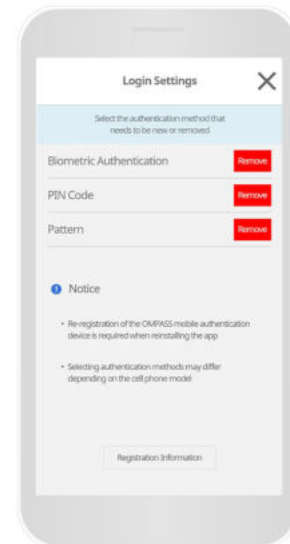 Login Settings
Select the authentication method that
needs to be new or removed
Biometric Authentication Remove
PIN Code Remove
Pattern Remove
Notice
• Re-registration of the OMPASS mobile authentication
device is required when reinstalling the app
• Selecting authentication methods may differ
depending on the cell phone model
Registration Information